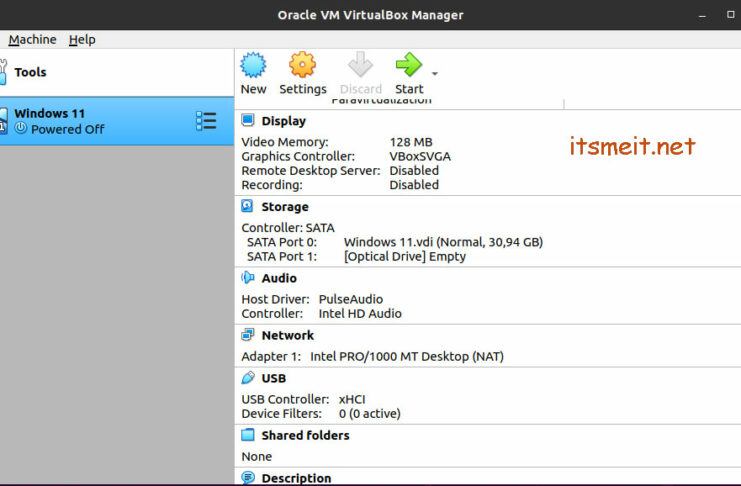 Oracle VM VirtualBox Manager
Machine Help
Tools
Windows 11
Powered Off
New Settings Discard Start
Paravirtualization
Display
Video Memory: 128 MB
Graphics Controller: VBoxSVGA
Remote Desktop Server: Disabled
Recording: Disabled
itsmeit.net
Storage
Controller: SATA
SATA Port 0: Windows 11.vdi (Normal, 30,94 GB)
SATA Port 1: [Optical Drive] Empty
Audio
Host Driver: PulseAudio
Controller: Intel HD Audio
Network
Adapter 1: Intel PRO/1000 MT Desktop (NAT)
USB
USB Controller: xHCI
Device Filters: 0 (0 active)
Shared folders
None
Description